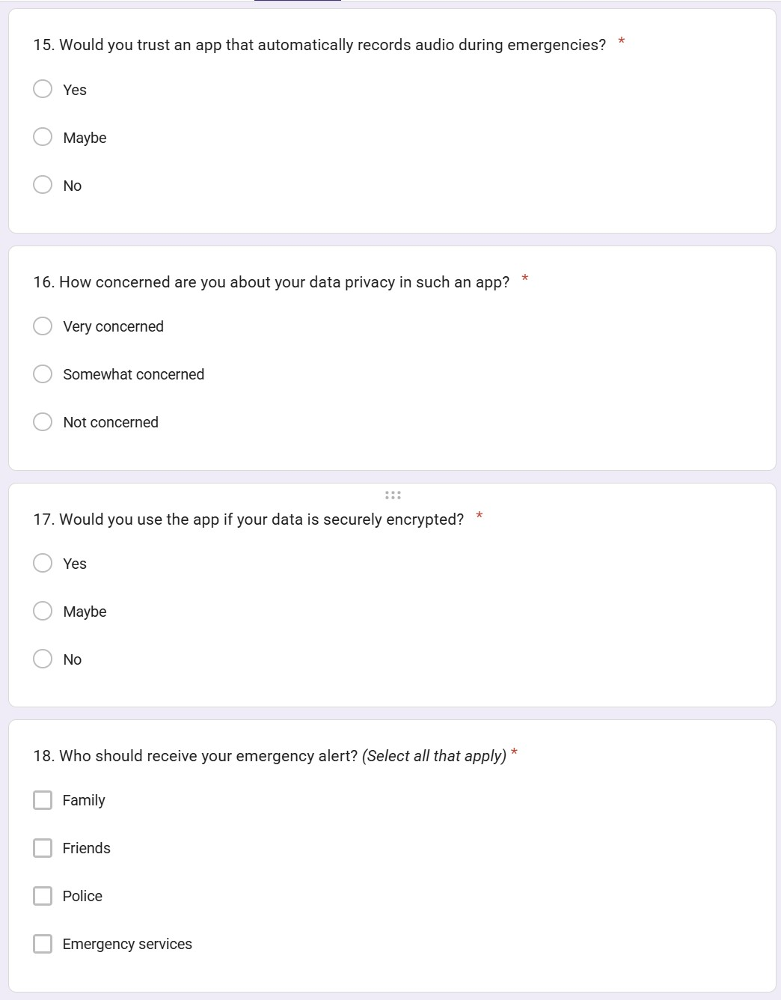 15. Would you trust an app that automatically records audio during emergencies? *
Yes
Maybe
No
16. How concerned are you about your data privacy in such an app? *
Very concerned
Somewhat concerned
Not concerned
17. Would you use the app if your data is securely encrypted? *
Yes
Maybe
No
18. Who should receive your emergency alert? (Select all that apply) *
Family
Friends
Police
Emergency services